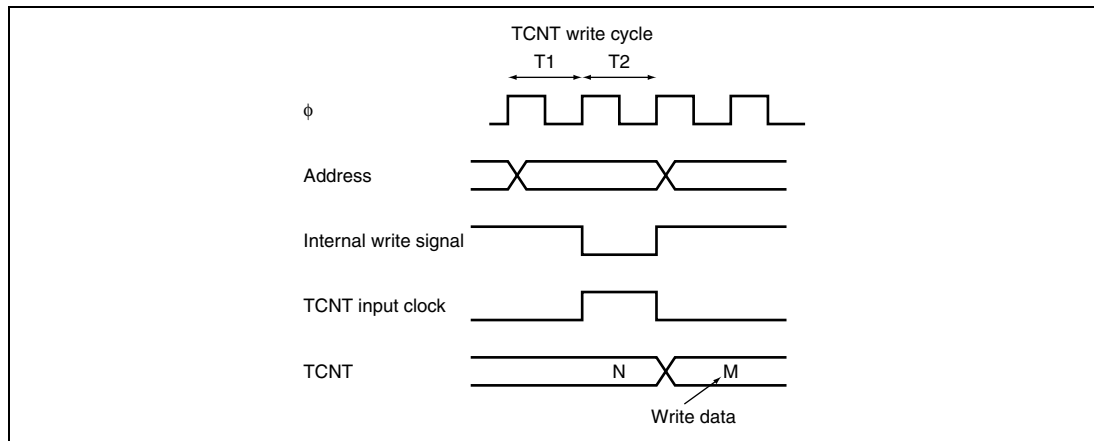 TCNT write cycle
T1 T2
ϕ
Address
Internal write signal
TCNT input clock
TCNT N M
Write data